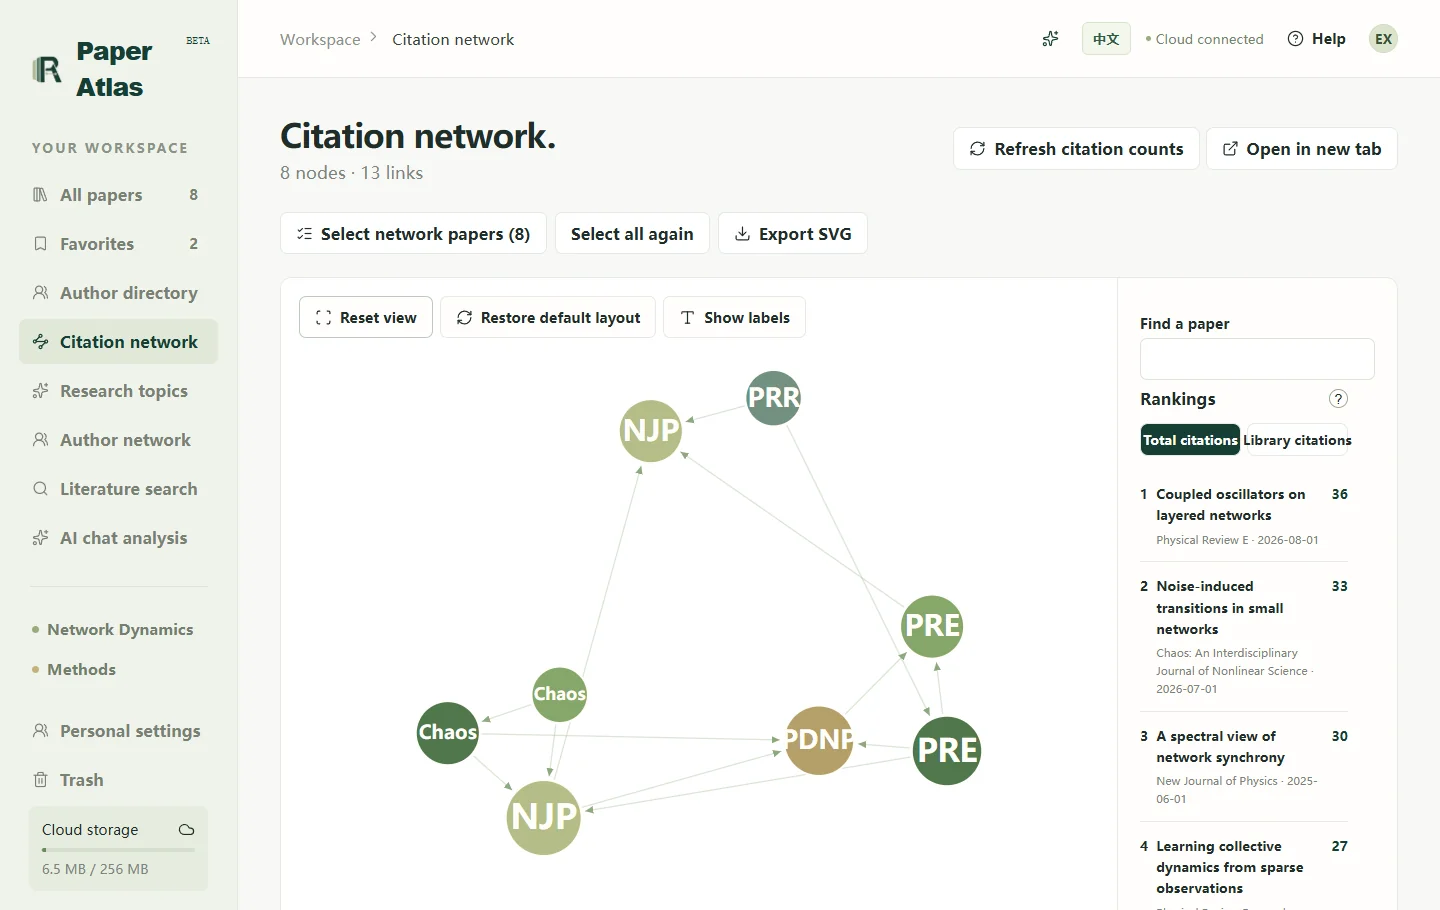 Paper
Atlas
BETA
YOUR WORKSPACE
All papers 8
Favorites 2
Author directory
Citation network
Research topics
Author network
Literature search
AI chat analysis
Network Dynamics
Methods
Personal settings
Trash
Cloud storage
6.5 MB / 256 MB
Workspace > Citation network
中文
Cloud connected
? Help
EX
Citation network.
8 nodes · 13 links
Refresh citation counts
Open in new tab
Select network papers (8)
Select all again
Export SVG
Reset view
Restore default layout
Show labels
PRR
NJP
PRE
Chaos
Chaos
PDNP
PRE
NJP
Find a paper
Rankings ?
Total citations
Library citations
1 Coupled oscillators on 36
layered networks
Physical Review E · 2026-08-01
2 Noise-induced 33
transitions in small
networks
Chaos: An Interdisciplinary
Journal of Nonlinear Science ·
2026-07-01
3 A spectral view of 30
network synchrony
New Journal of Physics · 2025-
06-01
4 Learning collective 27
dynamics from sparse
observations